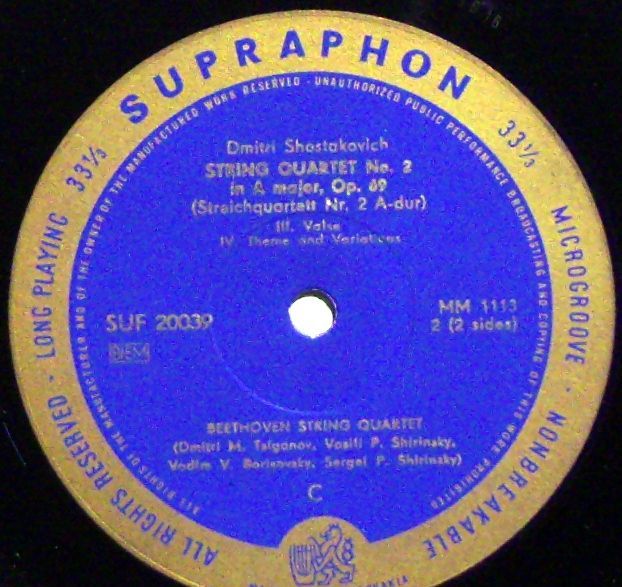 SUPRAPHON
33⅓
LONG PLAYING · ALL RIGHTS RESERVED
33⅓
MICROGROOVE · NONBREAKABLE
ALL RIGHTS OF THE MANUFACTURER AND OF THE OWNER OF THE MANUFACTURED WORK RESERVED · UNAUTHORIZED PUBLIC PERFORMANCE BROADCASTING AND COPYING OF THIS WORK PROHIBITED
Dmitri Shostakovich
STRING QUARTET No. 2
in A major, Op. 69
(Streichquartett Nr. 2 A-dur)
III. Valse
IV. Theme and Variations
SUF 20039
MM 1113
2 (2 sides)
BEETHOVEN STRING QUARTET
(Dmitri M. Tsiganov, Vasili P. Shirinsky,
Vadim V. Borisovsky, Sergei P. Shirinsky)
C